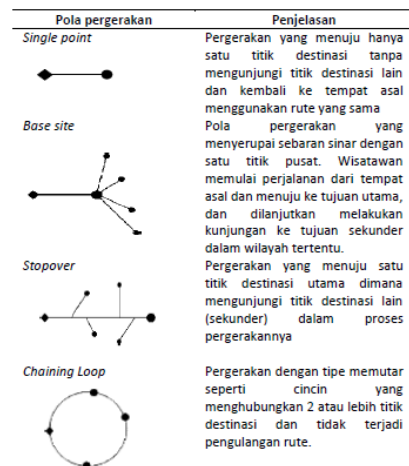 Pola pergerakan
Penjelasan
Single point
Pergerakan yang menuju hanya
satu titik destinasi tanpa
mengunjungi titik destinasi lain
dan kembali ke tempat asal
menggunakan rute yang sama
Base site
Pola pergerakan yang
menyerupai sebaran sinar dengan
satu titik pusat. Wisatawan
memulai perjalanan dari tempat
asal dan menuju ke tujuan utama,
dan dilanjutkan melakukan
kunjungan ke tujuan sekunder
dalam wilayah tertentu.
Stopover
Pergerakan yang menuju satu
titik destinasi utama dimana
mengunjungi titik destinasi lain
(sekunder) dalam proses
pergerakannya
Chaining Loop
Pergerakan dengan tipe memutar
seperti cincin yang
menghubungkan 2 atau lebih titik
destinasi dan tidak terjadi
pengulangan rute.